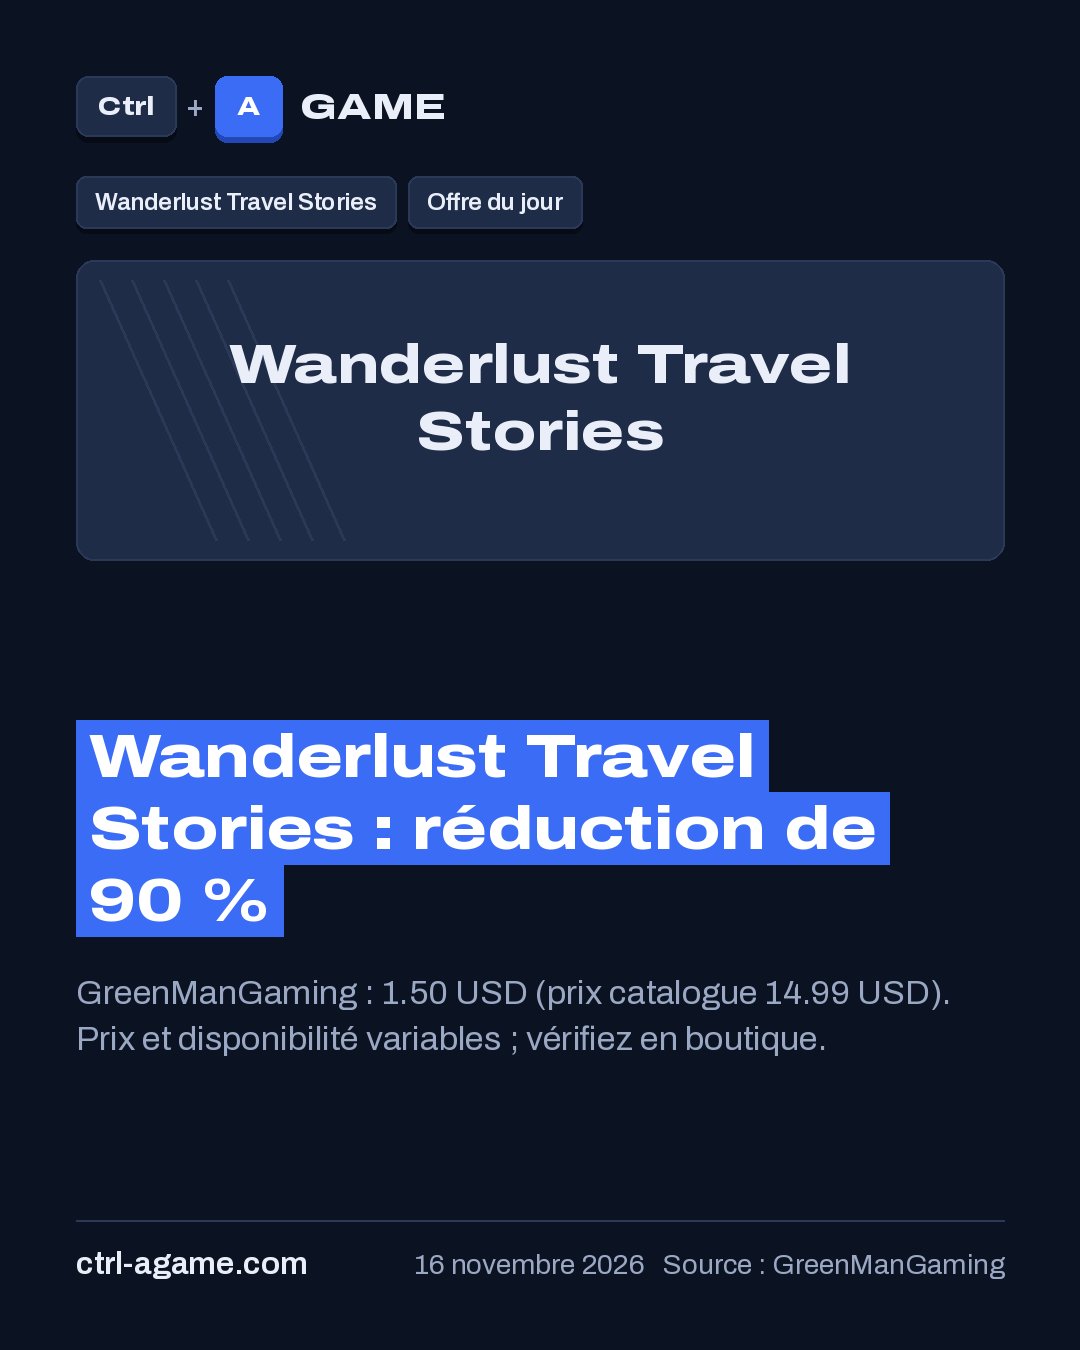 Ctrl + A GAME
Wanderlust Travel Stories Offre du jour
Wanderlust Travel
Stories
Wanderlust Travel
Stories : réduction de
90 %
GreenManGaming : 1.50 USD (prix catalogue 14.99 USD).
Prix et disponibilité variables ; vérifiez en boutique.
ctrl-agame.com 16 novembre 2026 Source : GreenManGaming